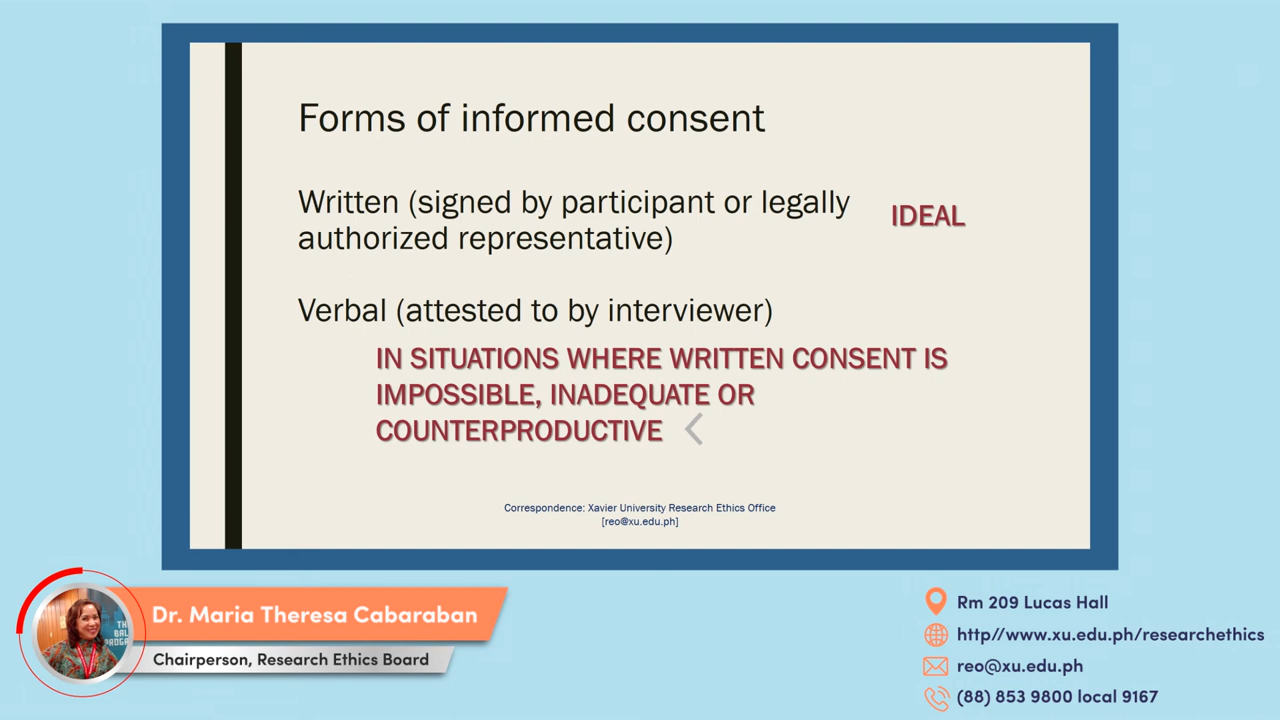 Forms of informed consent
Written (signed by participant or legally
authorized representative)
IDEAL
Verbal (attested to by interviewer)
IN SITUATIONS WHERE WRITTEN CONSENT IS
IMPOSSIBLE, INADEQUATE OR
COUNTERPRODUCTIVE
Correspondence: Xavier University Research Ethics Office
[reo@xu.edu.ph]
Dr. Maria Theresa Cabaraban
Chairperson, Research Ethics Board
Rm 209 Lucas Hall
http//www.xu.edu.ph/researchethics
reo@xu.edu.ph
(88) 853 9800 local 9167